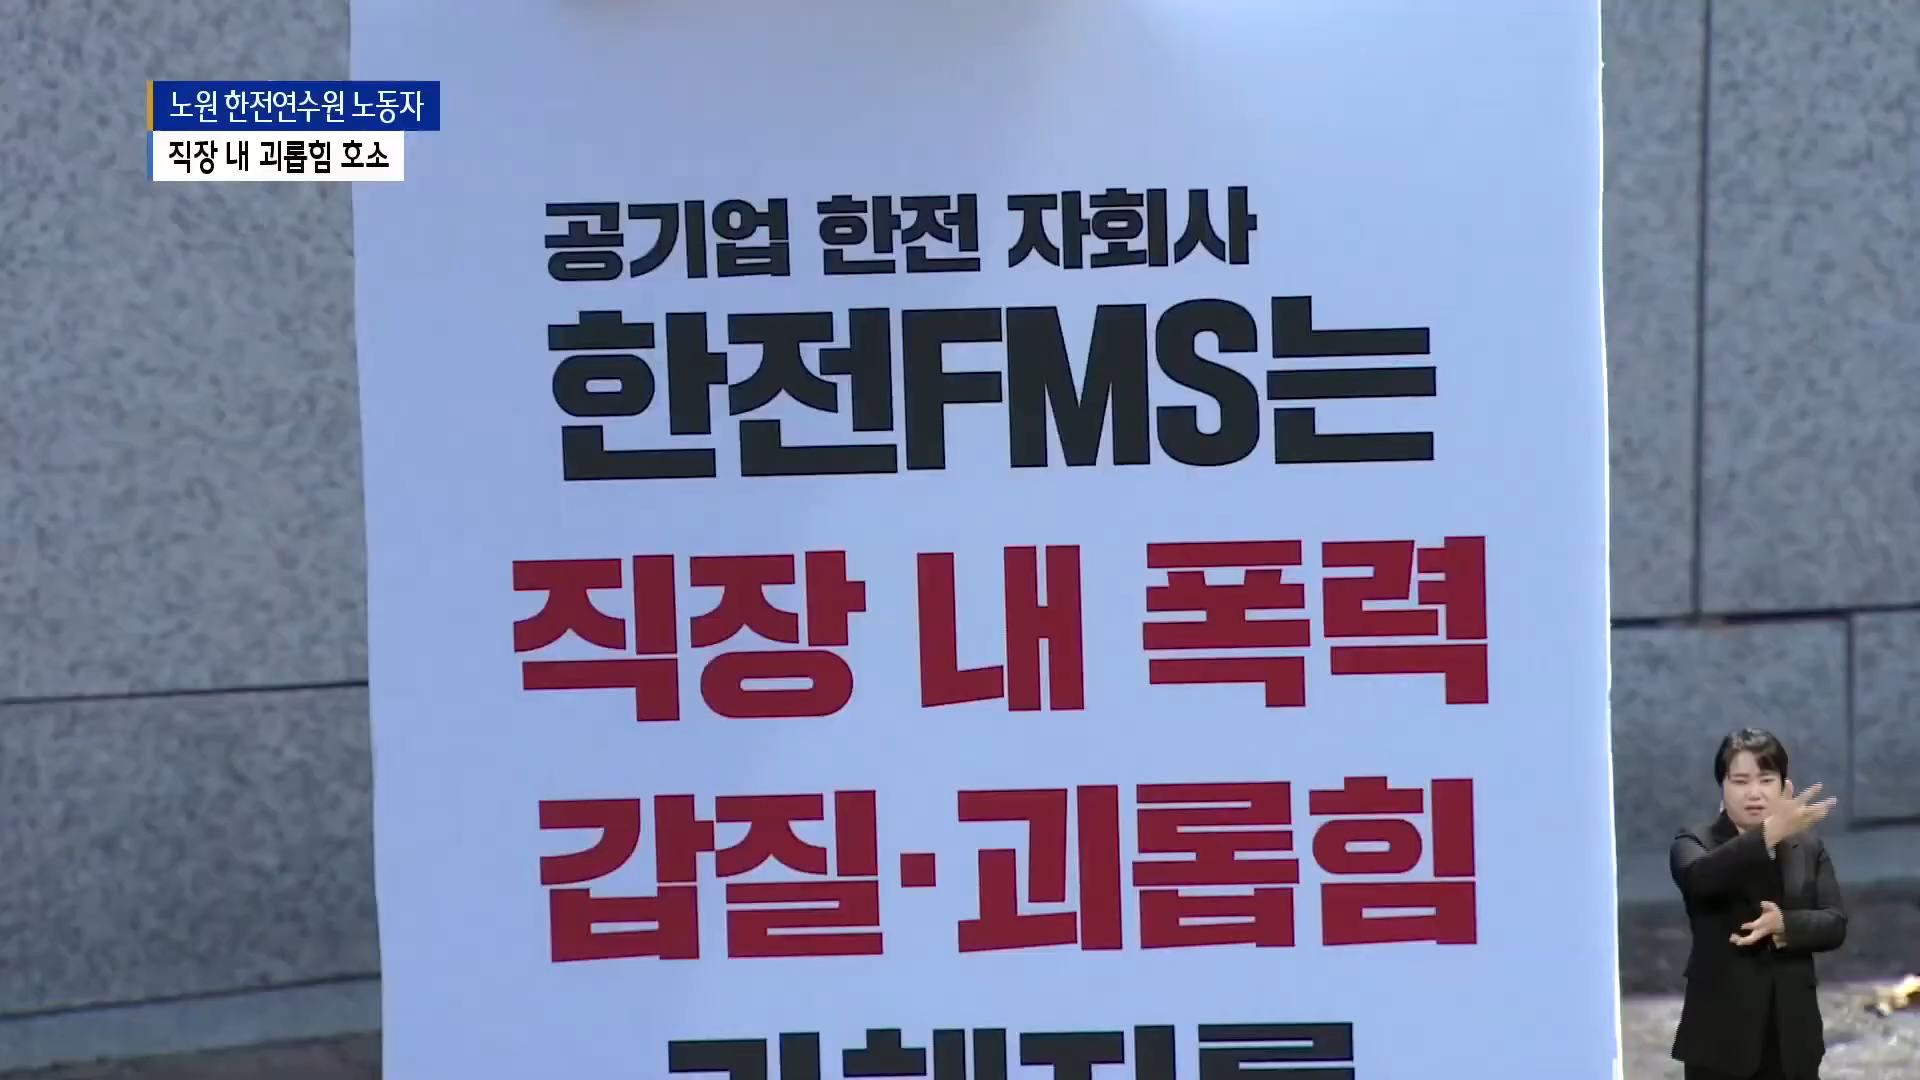 노원 한전연수원 노동자
직장 내 괴롭힘 호소
공기업 한전 자회사
한전FMS는
직장 내 폭력
갑질·괴롭힘